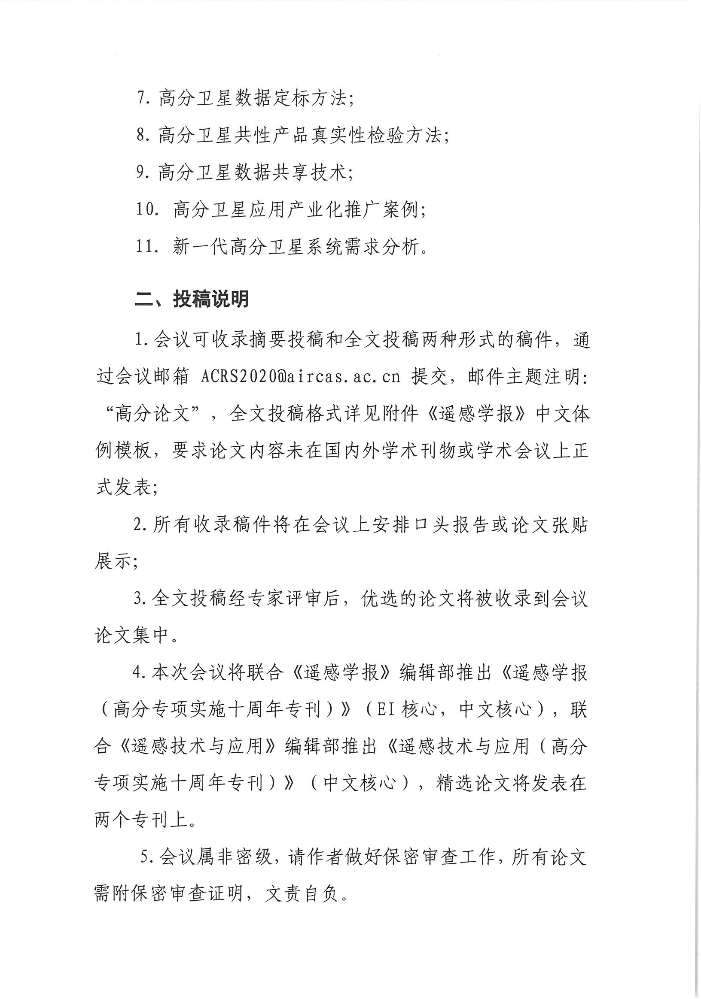 7. 高分卫星数据定标方法；
8. 高分卫星共性产品真实性检验方法；
9. 高分卫星数据共享技术；
10. 高分卫星应用产业化推广案例；
11. 新一代高分卫星系统需求分析。
二、投稿说明
1. 会议可收录摘要投稿和全文投稿两种形式的稿件，通
过会议邮箱 ACRS2020@aircas.ac.cn 提交，邮件主题注明：
“高分论文”，全文投稿格式详见附件《遥感学报》中文体
例模板，要求论文内容未在国内外学术刊物或学术会议上正
式发表；
2. 所有收录稿件将在会议上安排口头报告或论文张贴
展示；
3. 全文投稿经专家评审后，优选的论文将被收录到会议
论文集中。
4. 本次会议将联合《遥感学报》编辑部推出《遥感学报
（高分专项实施十周年专刊）》（EI 核心，中文核心），联
合《遥感技术与应用》编辑部推出《遥感技术与应用（高分
专项实施十周年专刊）》（中文核心），精选论文将发表在
两个专刊上。
5. 会议属非密级，请作者做好保密审查工作，所有论文
需附保密审查证明，文责自负。